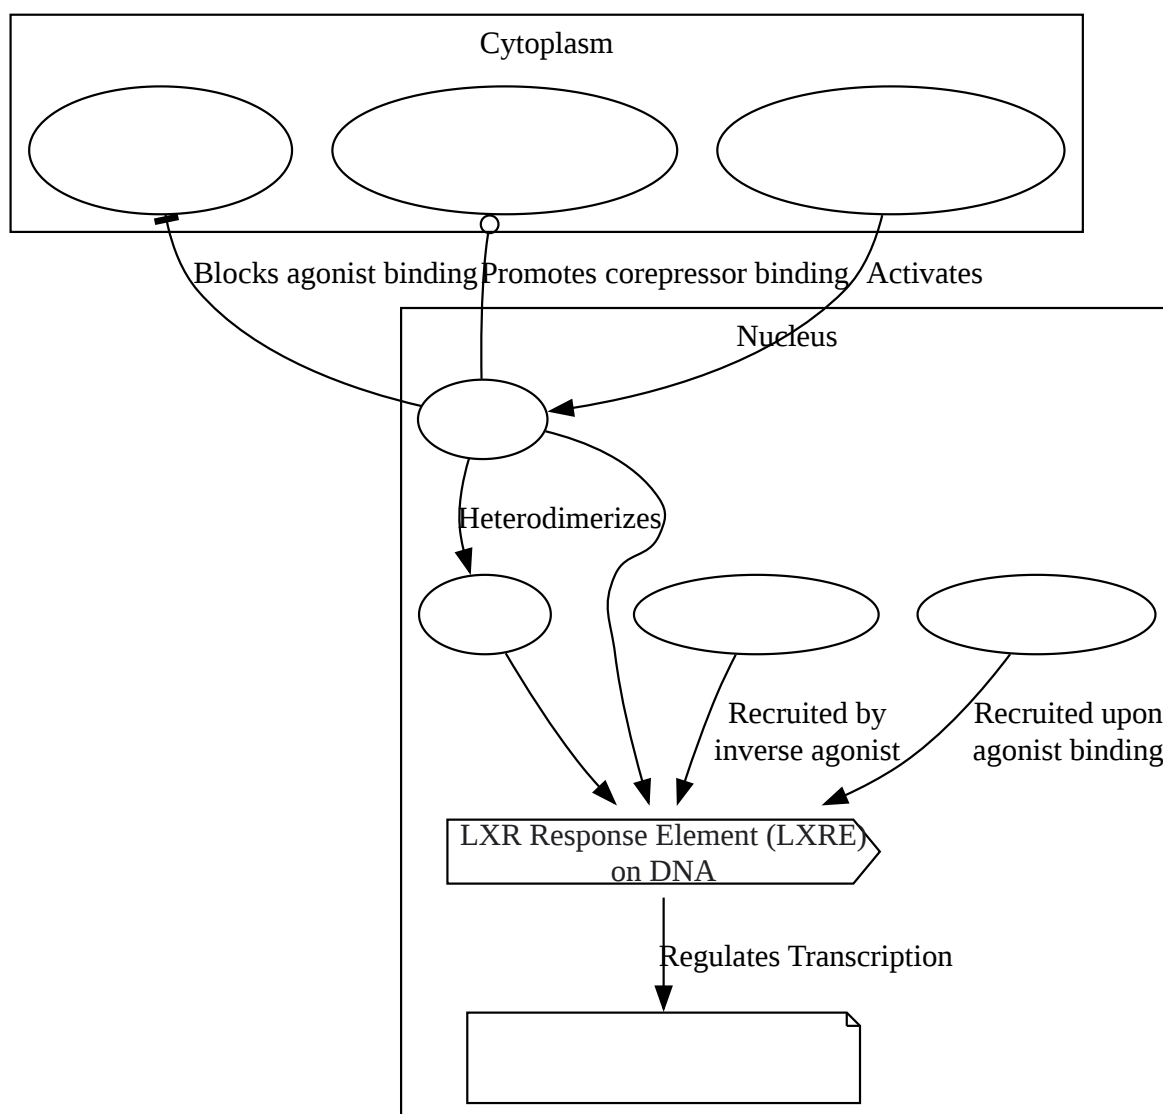 Cytoplasm
Blocks agonist binding
Promotes corepressor binding
Activates
Nucleus
Heterodimerizes
Recruited by
inverse agonist
Recruited upon
agonist binding
LXR Response Element (LXRE)
on DNA
Regulates Transcription